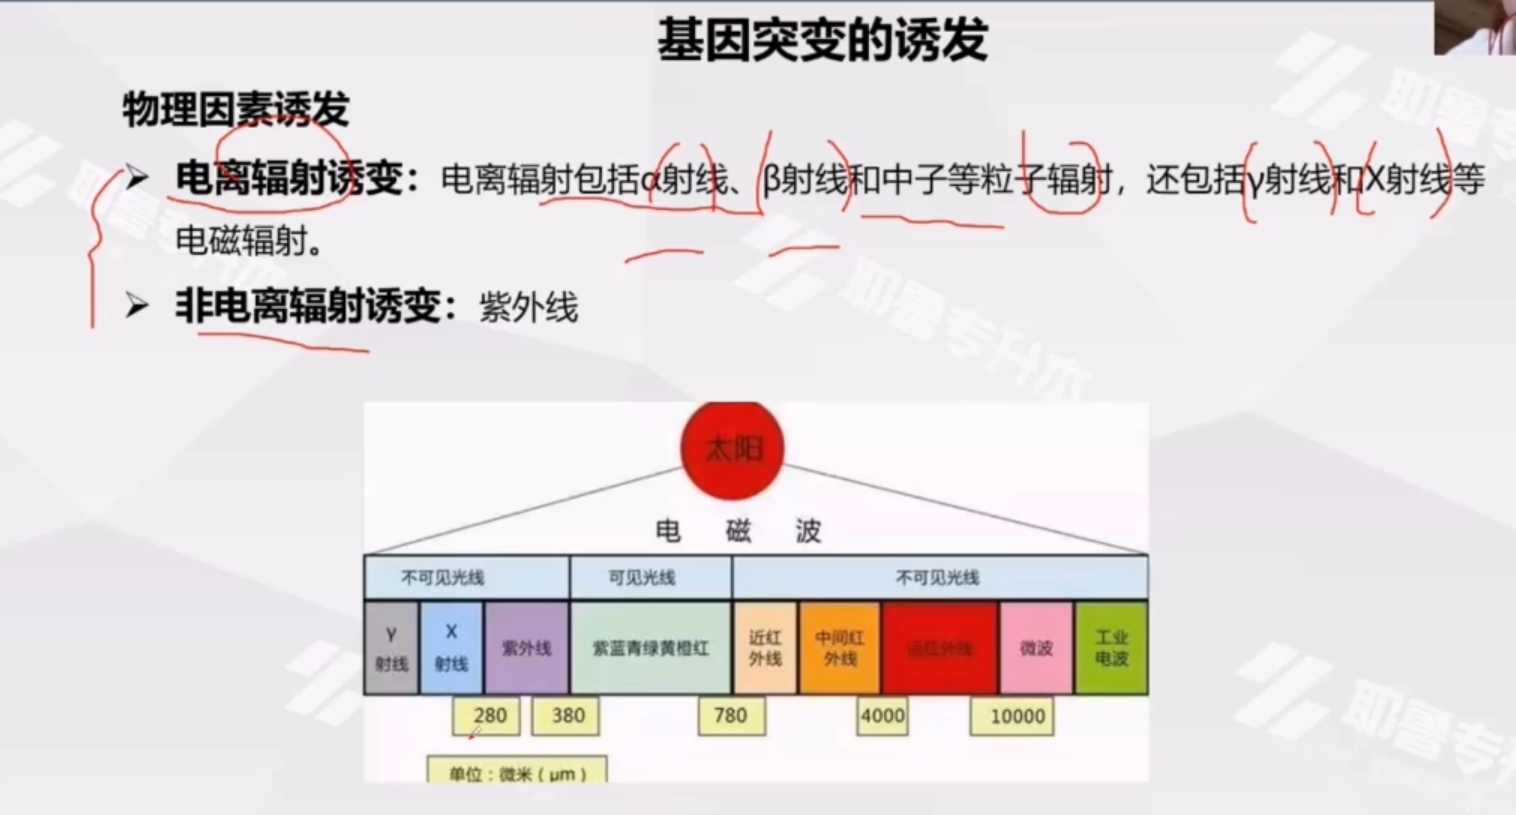 基因突变的诱发
物理因素诱发
电离辐射诱变：电离辐射包括α射线、β射线和中子等粒子辐射，还包括γ射线和X射线等
电磁辐射。
非电离辐射诱变：紫外线
太阳
电 磁 波
不可见光线 可见光线 不可见光线
γ射线 X射线 紫外线 紫蓝青绿黄橙红 近红外线 中间红外线 远红外线 微波 工业电波
280 380 780 4000 10000
单位：微米（μm）
耶鲁专升本